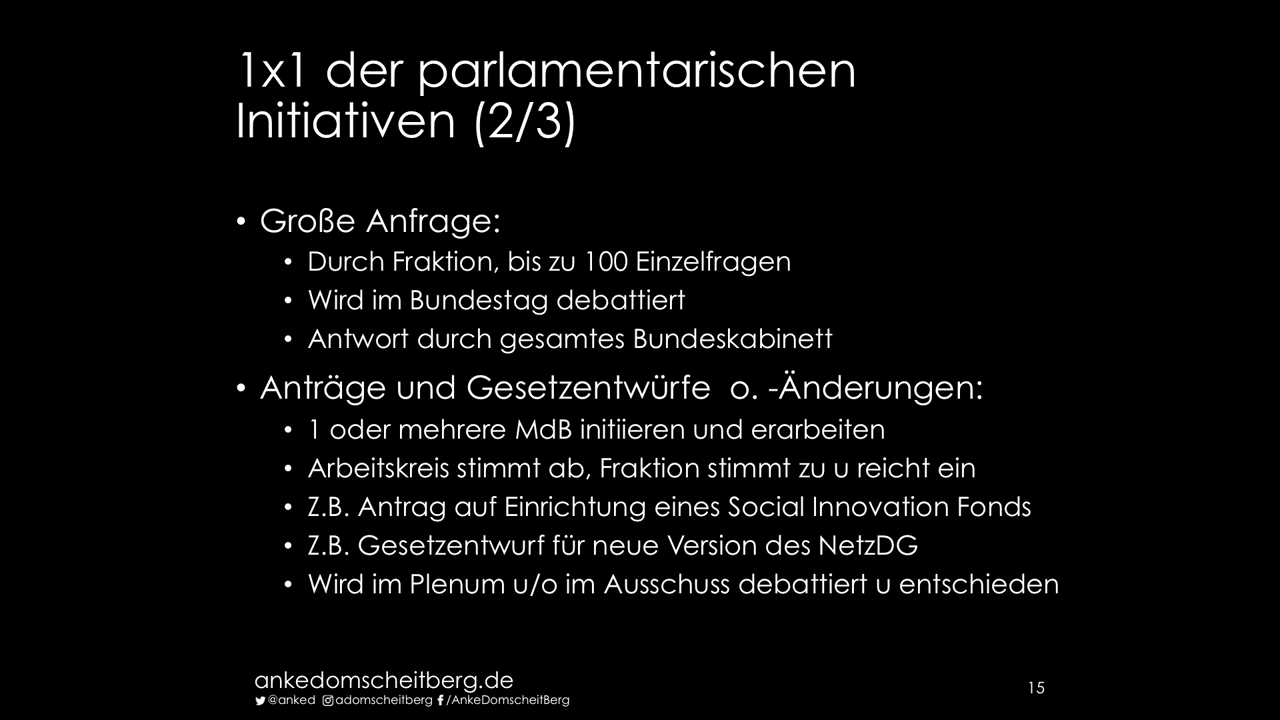 1x1 der parlamentarischen
Initiativen (2/3)
• Große Anfrage:
• Durch Fraktion, bis zu 100 Einzelfragen
• Wird im Bundestag debattiert
• Antwort durch gesamtes Bundeskabinett
• Anträge und Gesetzentwürfe o. -Änderungen:
• 1 oder mehrere MdB initiieren und erarbeiten
• Arbeitskreis stimmt ab, Fraktion stimmt zu u reicht ein
• Z.B. Antrag auf Einrichtung eines Social Innovation Fonds
• Z.B. Gesetzentwurf für neue Version des NetzDG
• Wird im Plenum u/o im Ausschuss debattiert u entschieden
ankedomscheitberg.de
@anked adomscheitberg /AnkeDomscheitBerg
15